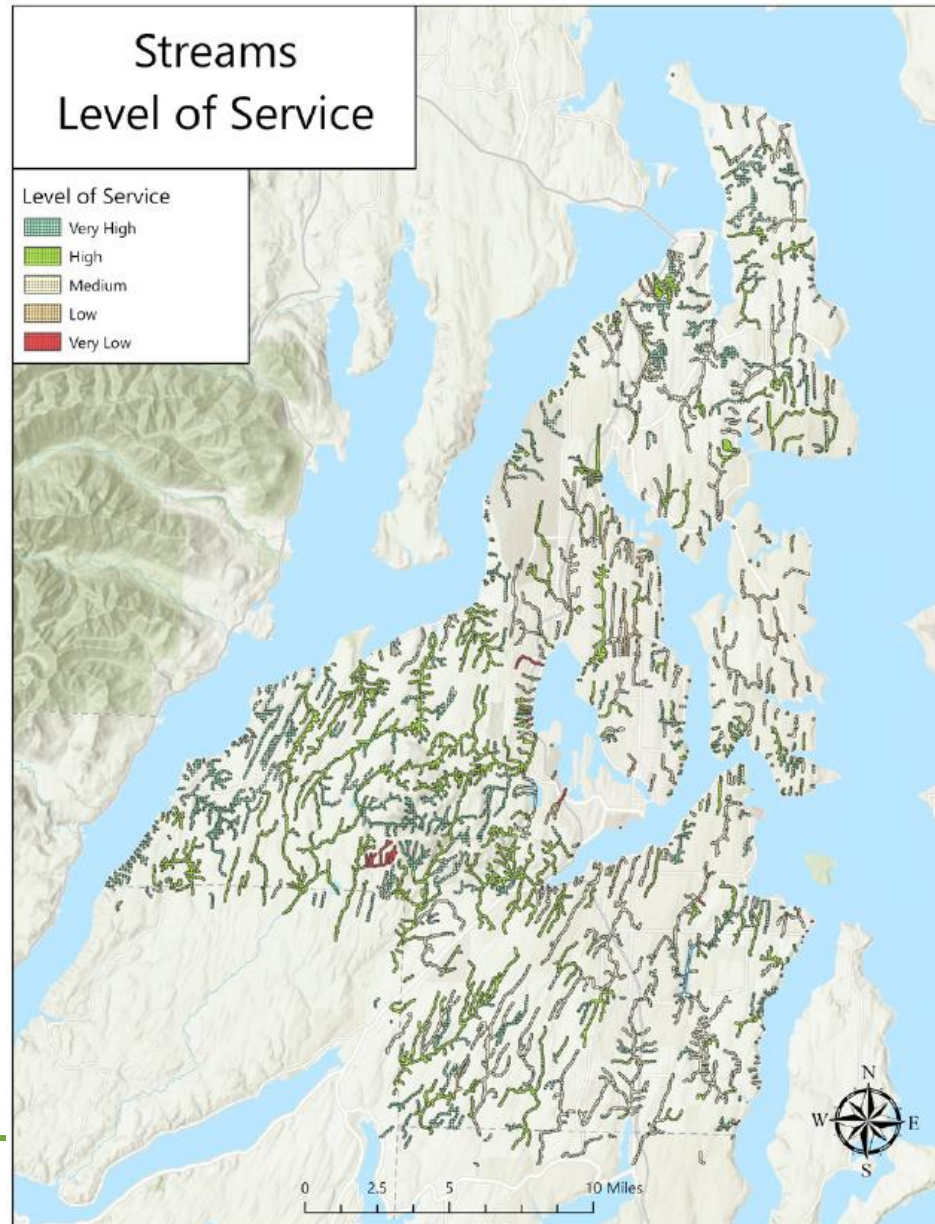 Streams
Level of Service
Level of Service
Very High
High
Medium
Low
Very Low
N
W E
S
0 2.5 5 10 Miles